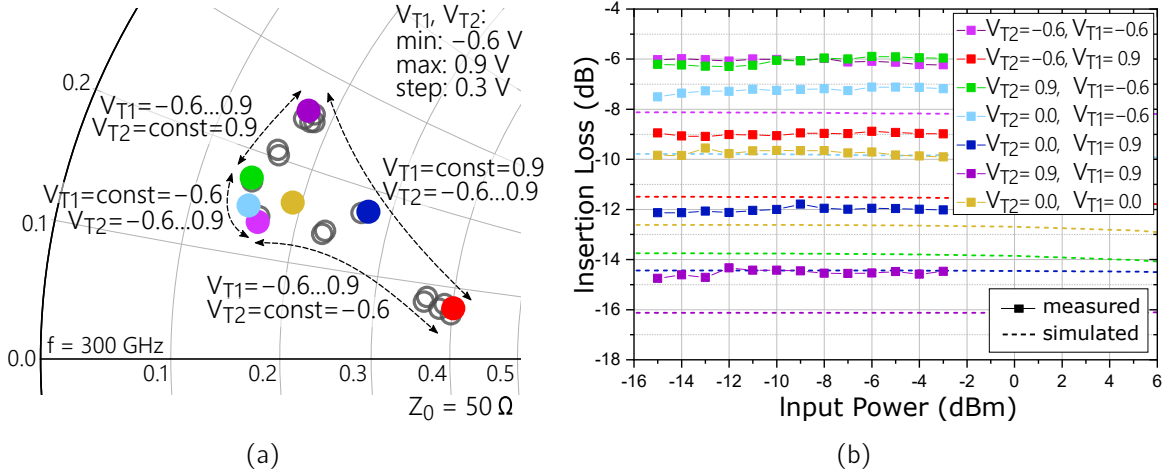 V_T1, V_T2:
min: −0.6 V
max: 0.9 V
step: 0.3 V
0.2
V_T1=−0.6...0.9
V_T2=const=0.9
V_T1=const=0.9
V_T2=−0.6...0.9
V_T1=const=−0.6
V_T2=−0.6...0.9
0.1
V_T1=−0.6...0.9
V_T2=const=−0.6
0.0
f = 300 GHz
0.1
0.2
0.3
0.4
0.5
Z_0 = 50 Ω
(a)
Insertion Loss (dB)
-4
-6
-8
-10
-12
-14
-16
-18
V_T2=−0.6, V_T1=−0.6
V_T2=−0.6, V_T1= 0.9
V_T2= 0.9, V_T1=−0.6
V_T2= 0.0, V_T1=−0.6
V_T2= 0.0, V_T1= 0.9
V_T2= 0.9, V_T1= 0.9
V_T2= 0.0, V_T1= 0.0
measured
simulated
-16
-14
-12
-10
-8
-6
-4
-2
0
2
4
6
Input Power (dBm)
(b)